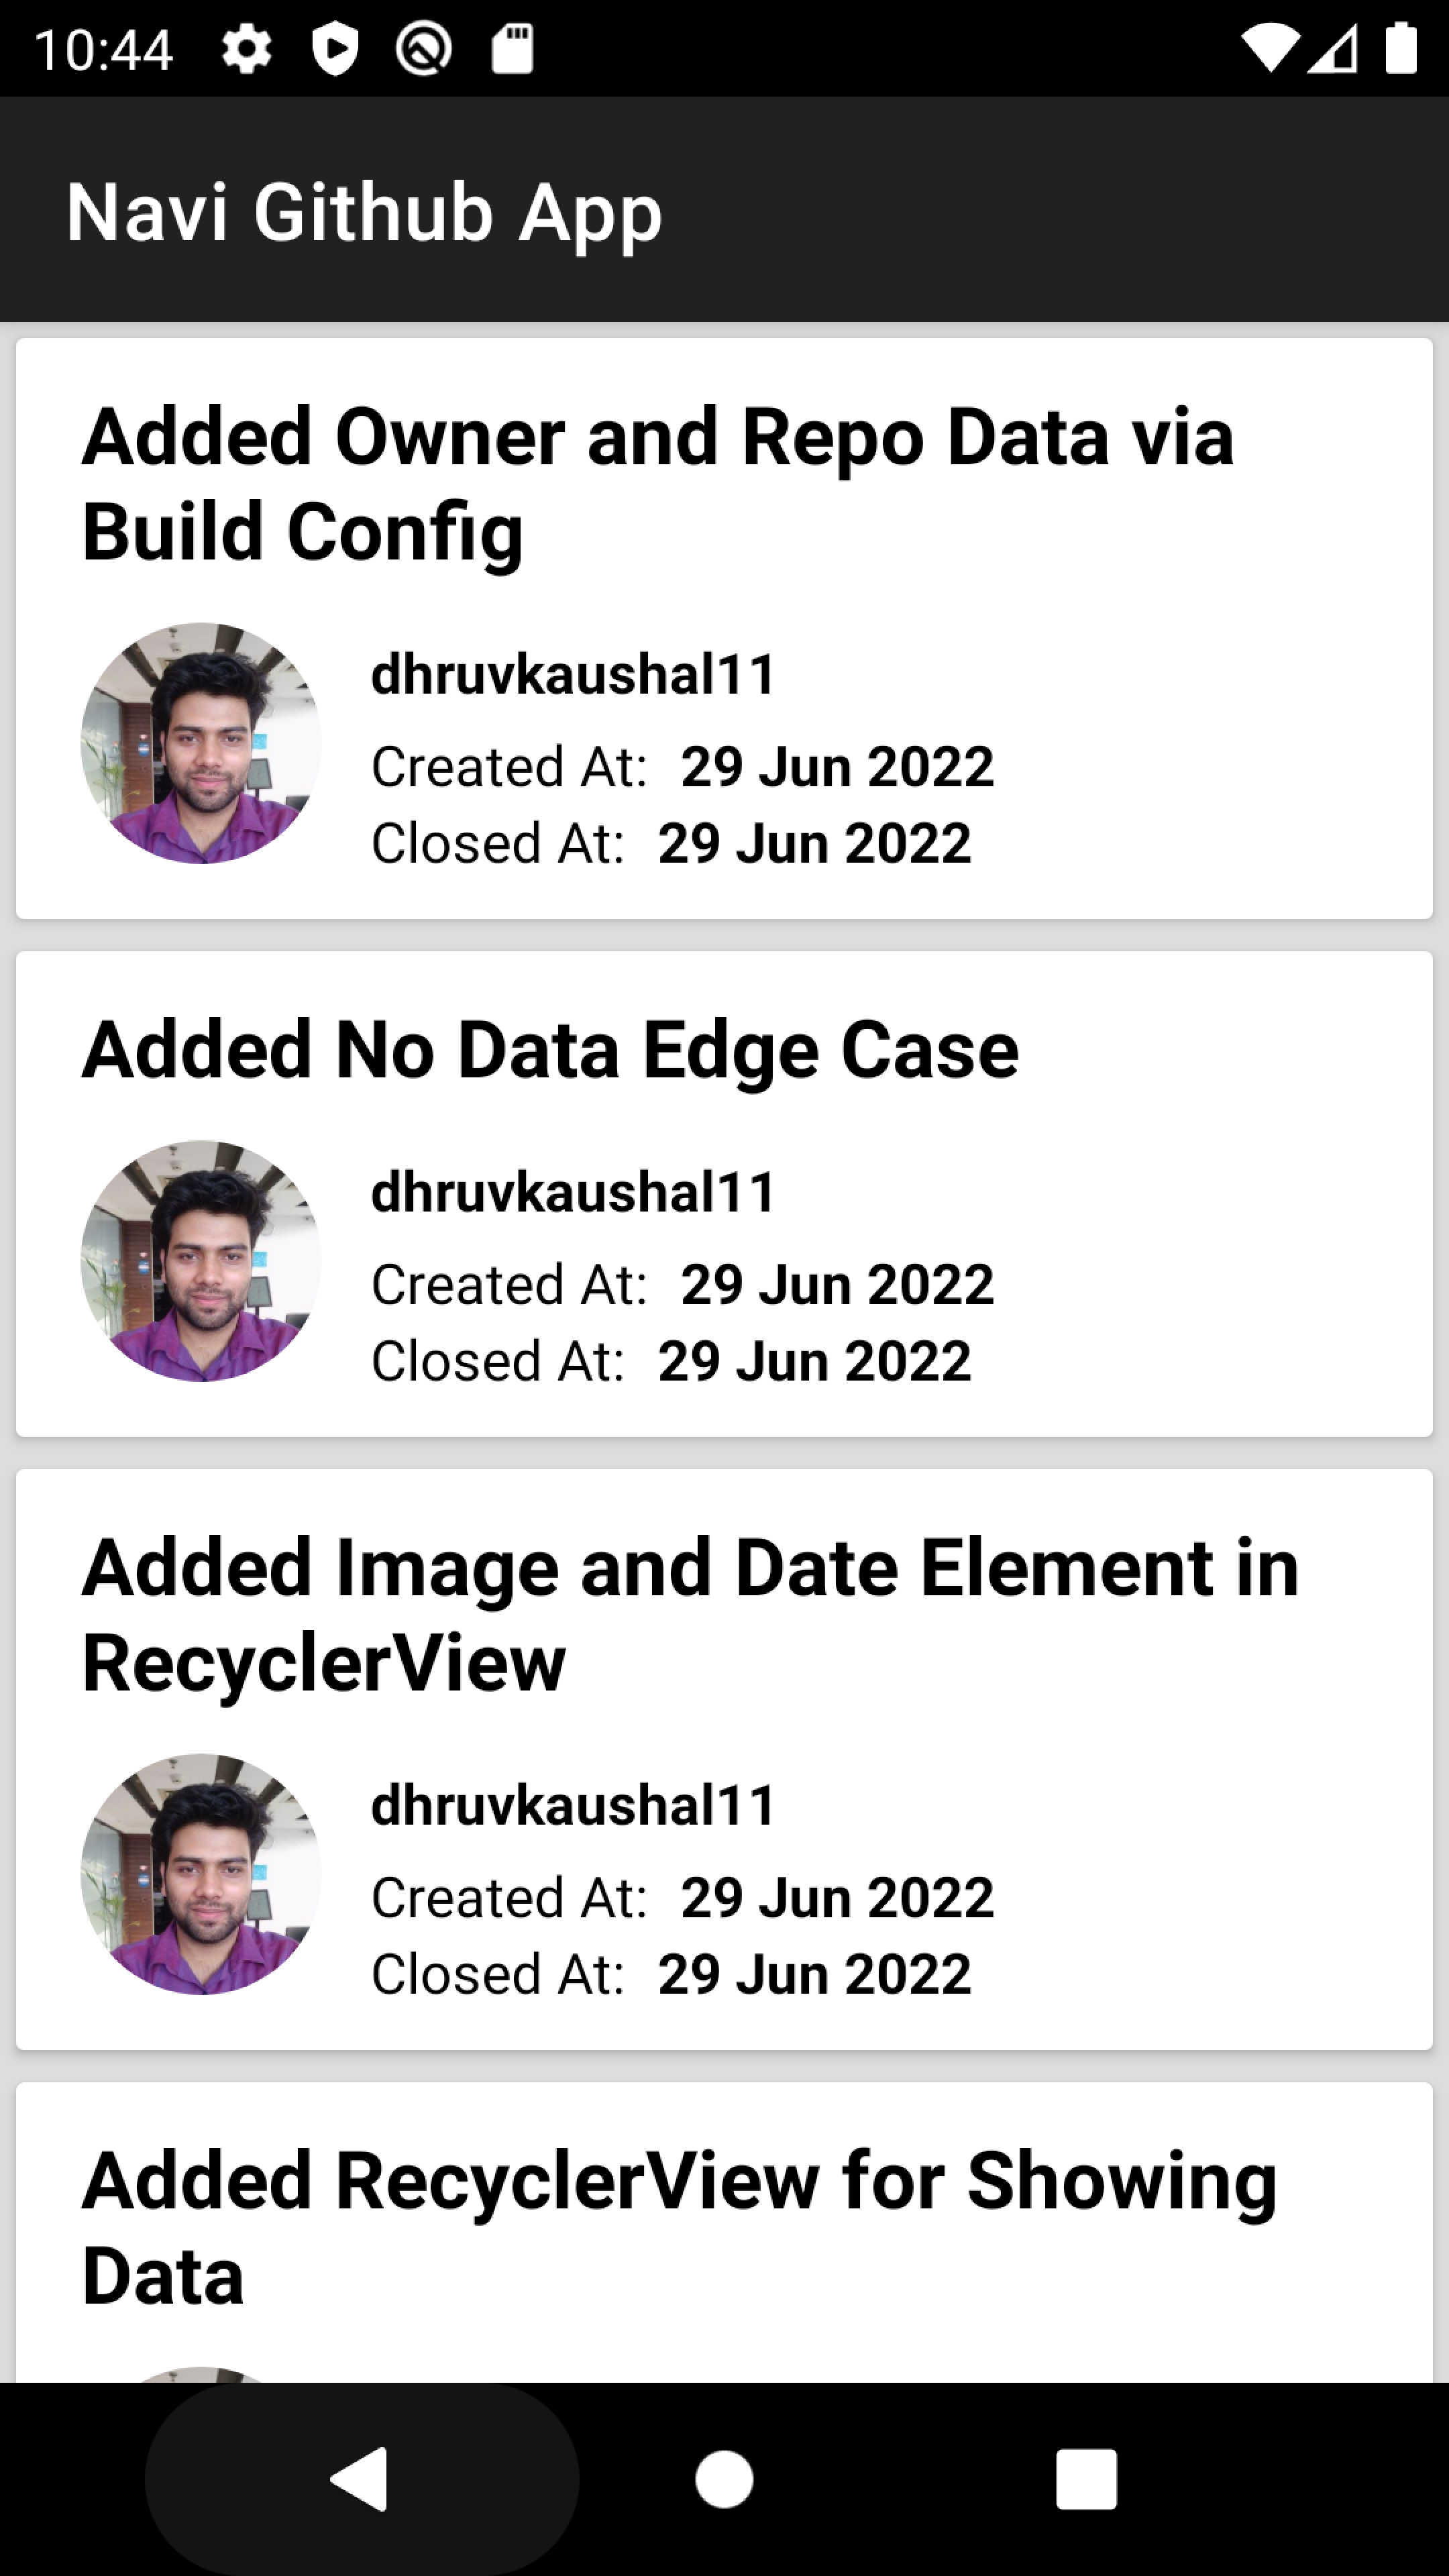 10:44
Navi Github App
Added Owner and Repo Data via
Build Config
dhruvkaushal11
Created At: 29 Jun 2022
Closed At: 29 Jun 2022
Added No Data Edge Case
dhruvkaushal11
Created At: 29 Jun 2022
Closed At: 29 Jun 2022
Added Image and Date Element in
RecyclerView
dhruvkaushal11
Created At: 29 Jun 2022
Closed At: 29 Jun 2022
Added RecyclerView for Showing
Data